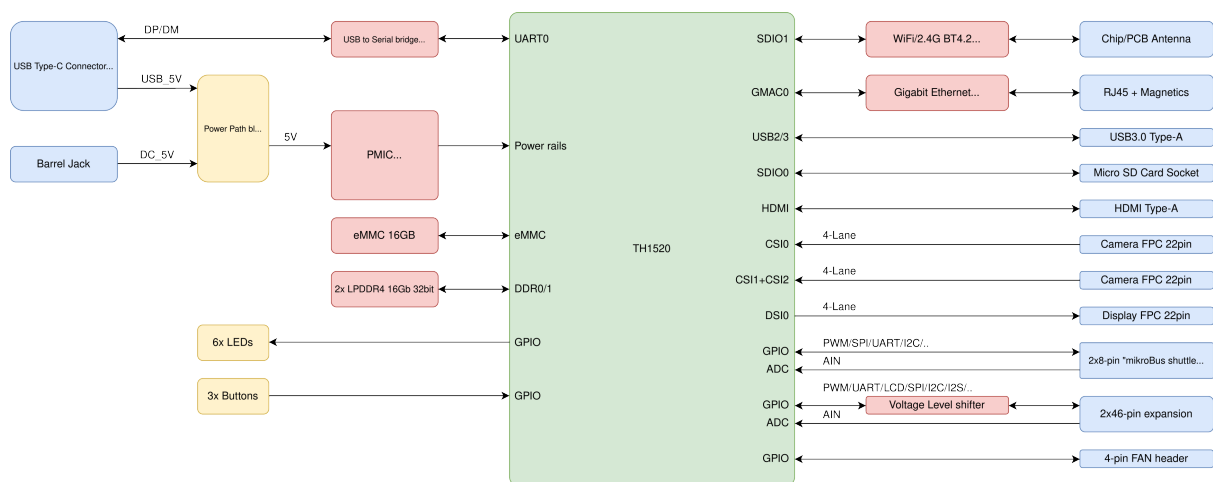 DP/DM
USB to Serial bridge...
UART0
SDIO1
WiFi/2.4G BT4.2...
Chip/PCB Antenna
USB Type-C Connector...
USB_5V
GMAC0
Gigabit Ethernet...
RJ45 + Magnetics
Power Path bl...
5V
PMIC...
Power rails
USB2/3
USB3.0 Type-A
Barrel Jack
DC_5V
SDIO0
Micro SD Card Socket
HDMI
HDMI Type-A
eMMC 16GB
eMMC
TH1520
CSI0
4-Lane
Camera FPC 22pin
CSI1+CSI2
4-Lane
Camera FPC 22pin
2x LPDDR4 16Gb 32bit
DDR0/1
DSI0
4-Lane
Display FPC 22pin
6x LEDs
GPIO
GPIO
PWM/SPI/UART/I2C/..
ADC
AIN
2x8-pin "mikroBus shuttle...
3x Buttons
GPIO
PWM/UART/LCD/SPI/I2C/I2S/..
GPIO
Voltage Level shifter
ADC
AIN
2x46-pin expansion
GPIO
4-pin FAN header